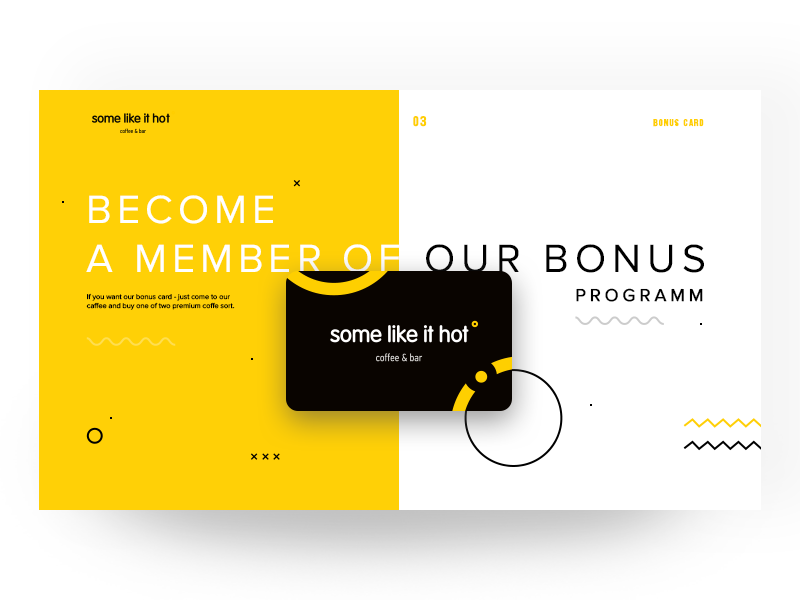 some like it hot
coffee & bar
03
BONUS CARD
BECOME
A MEMBER OF OUR BONUS
PROGRAMM
If you want our bonus card - just come to our
caffee and buy one of two premium coffe sort.
some like it hot
coffee & bar